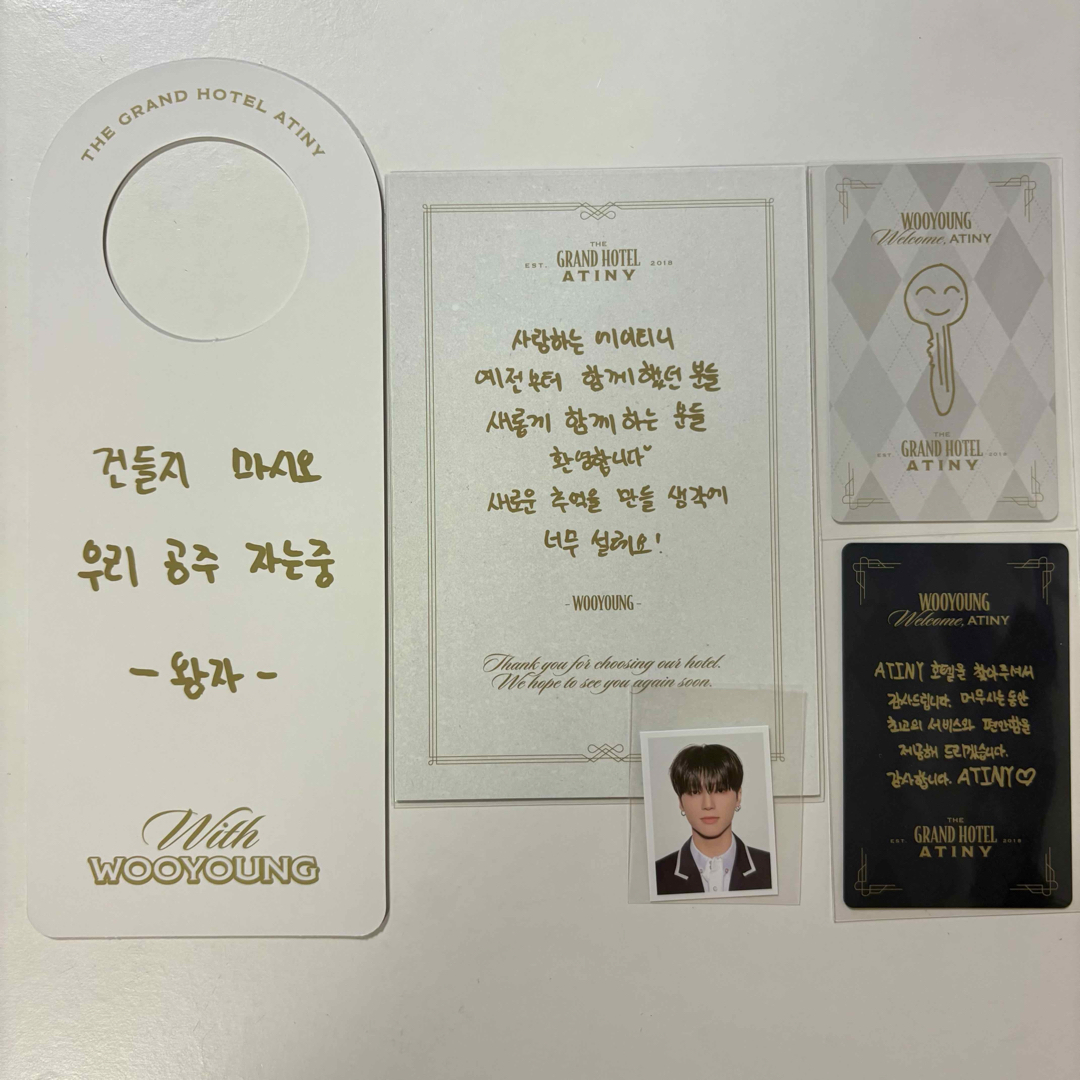 THE GRAND HOTEL ATINY
건들지 마시오
우리 공주 자는중
- 왕자 -
With
WOOYOUNG
THE
EST. GRAND HOTEL 2018
ATINY
사랑하는 에이티니
예전부터 함께했던 분들
새롭게 함께 하는 분들
환영합니다
새로운 추억을 만들 생각에
너무 설레요!
- WOOYOUNG -
Thank you for choosing our hotel.
We hope to see you again soon.
WOOYOUNG
Welcome, ATINY
THE
EST. GRAND HOTEL 2018
ATINY
WOOYOUNG
Welcome, ATINY
ATINY 호텔을 찾아주셔서
감사드립니다. 머무시는 동안
최고의 서비스와 편안함을
제공해 드리겠습니다.
감사합니다. ATINY♡
THE
EST. GRAND HOTEL 2018
ATINY